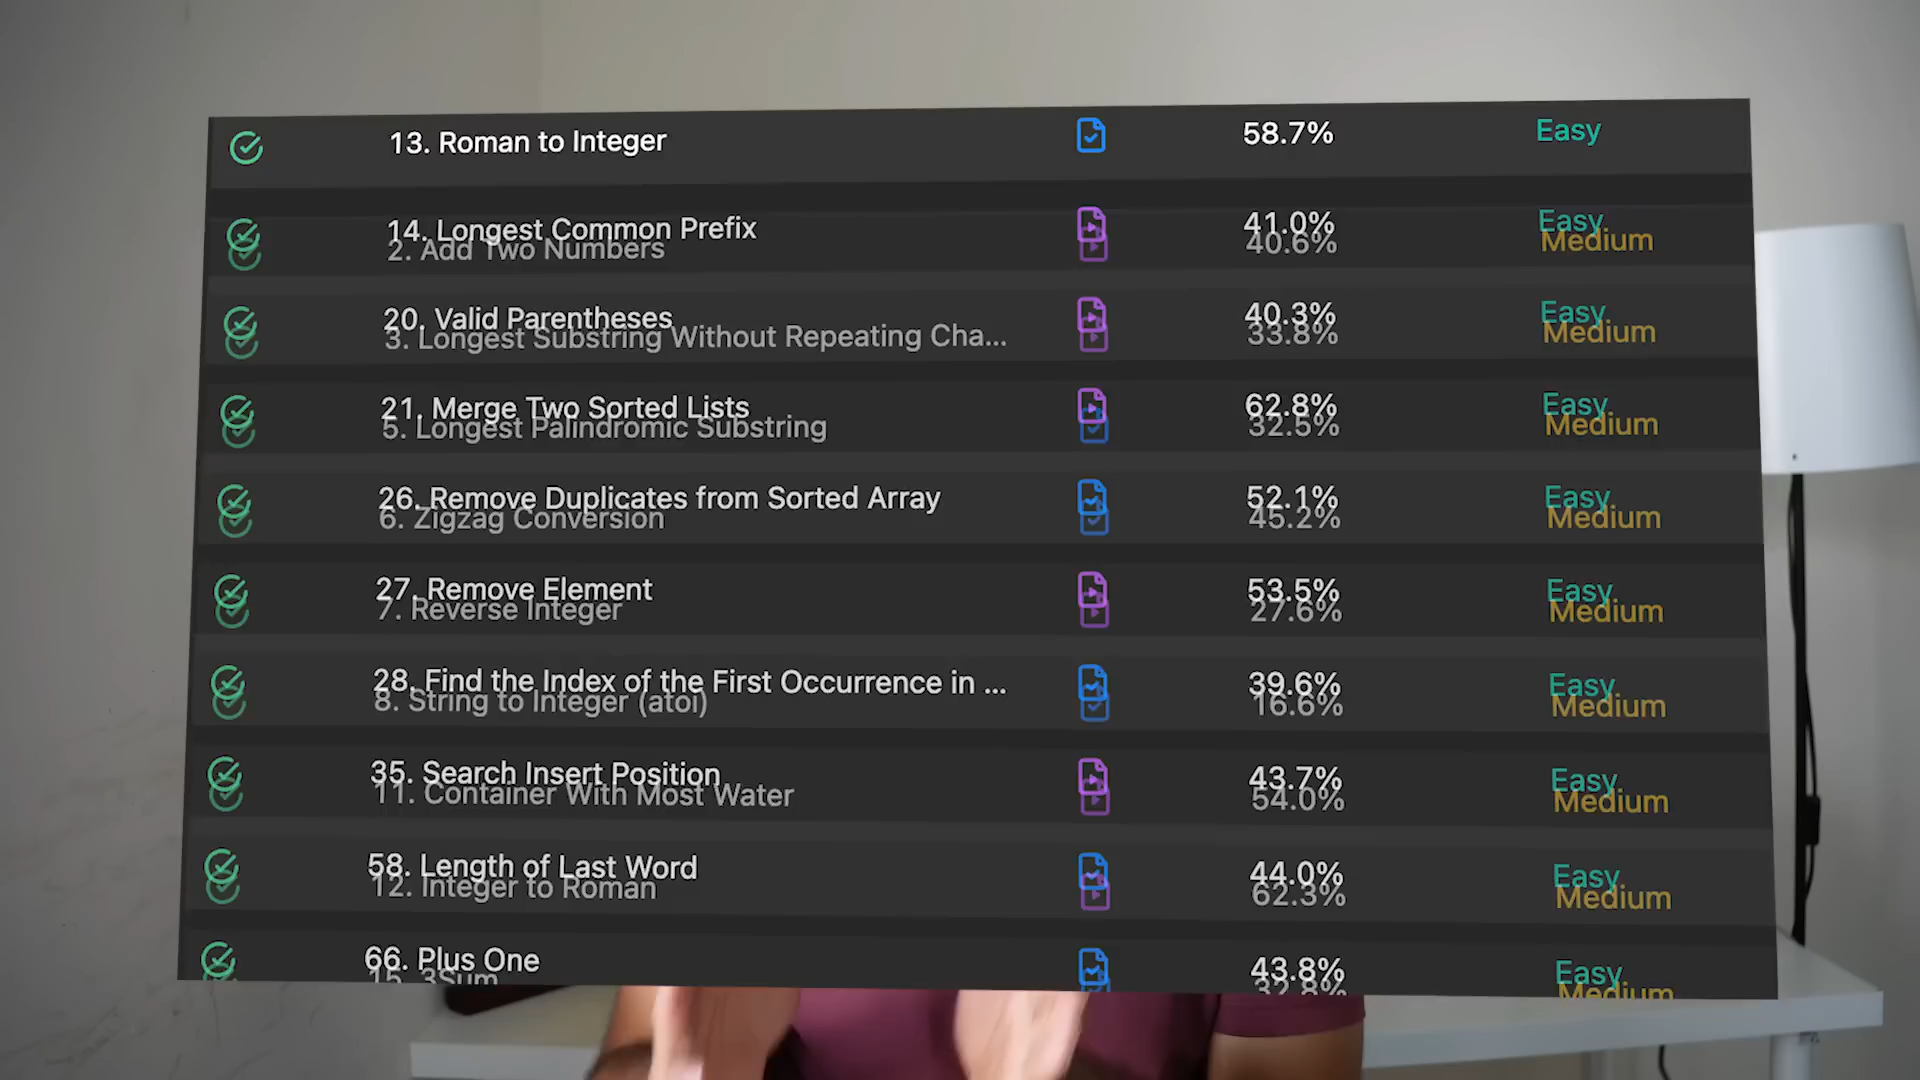 13. Roman to Integer 58.7% Easy
14. Longest Common Prefix 41.0% Easy
2. Add Two Numbers 40.6% Medium
20. Valid Parentheses 40.3% Easy
3. Longest Substring Without Repeating Cha... 33.8% Medium
21. Merge Two Sorted Lists 62.8% Easy
5. Longest Palindromic Substring 32.5% Medium
26. Remove Duplicates from Sorted Array 52.1% Easy
6. Zigzag Conversion 45.2% Medium
27. Remove Element 53.5% Easy
7. Reverse Integer 27.6% Medium
28. Find the Index of the First Occurrence in ... 39.6% Easy
8. String to Integer (atoi) 16.6% Medium
35. Search Insert Position 43.7% Easy
11. Container With Most Water 54.0% Medium
58. Length of Last Word 44.0% Easy
12. Integer to Roman 62.3% Medium
66. Plus One 43.8% Easy
15. 3Sum 32.8% Medium